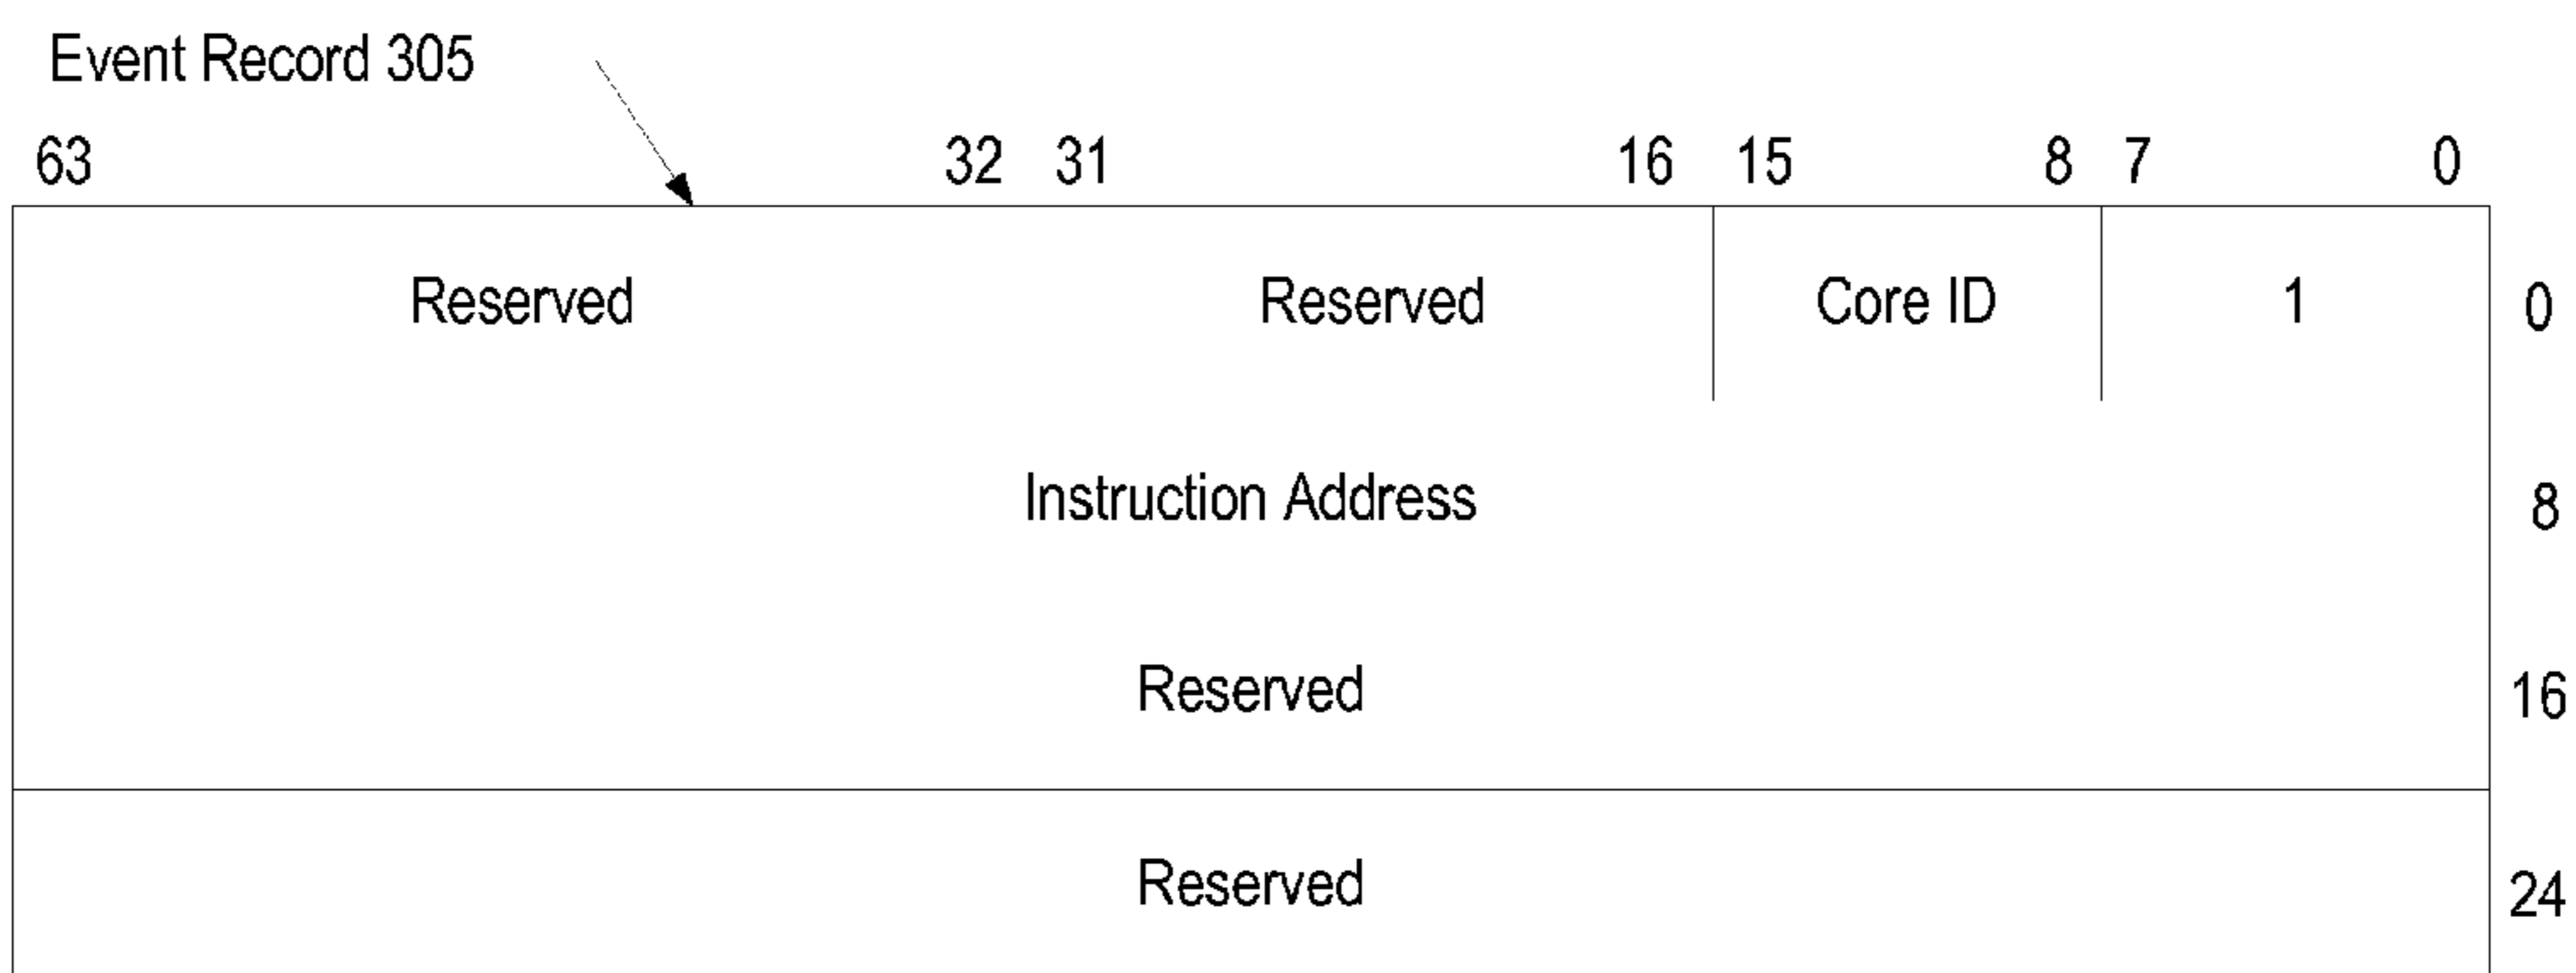 Event Record 305
63 32 31 16 15 8 7 0
Reserved Reserved Core ID 1 0
Instruction Address 8
Reserved 16
Reserved 24